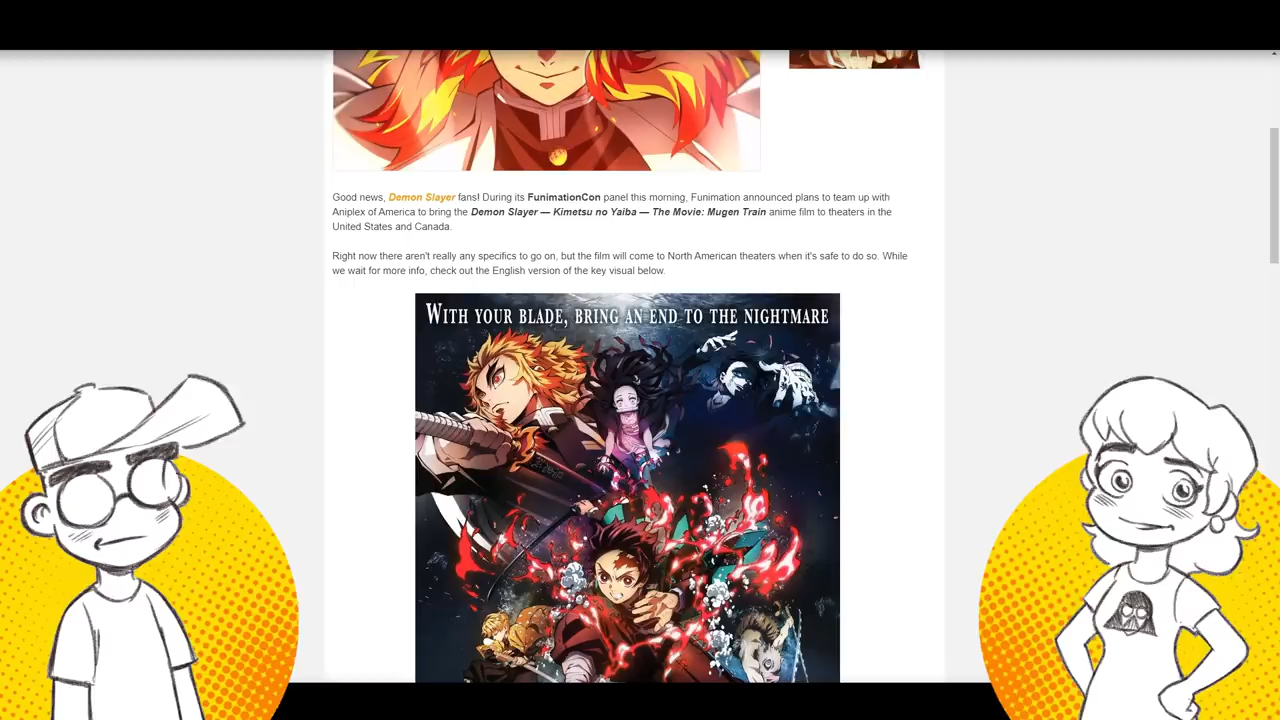 Good news, Demon Slayer fans! During its FunimationCon panel this morning, Funimation announced plans to team up with
Aniplex of America to bring the Demon Slayer — Kimetsu no Yaiba — The Movie: Mugen Train anime film to theaters in the
United States and Canada.
Right now there aren't really any specifics to go on, but the film will come to North American theaters when it's safe to do so. While
we wait for more info, check out the English version of the key visual below.
WITH YOUR BLADE, BRING AN END TO THE NIGHTMARE